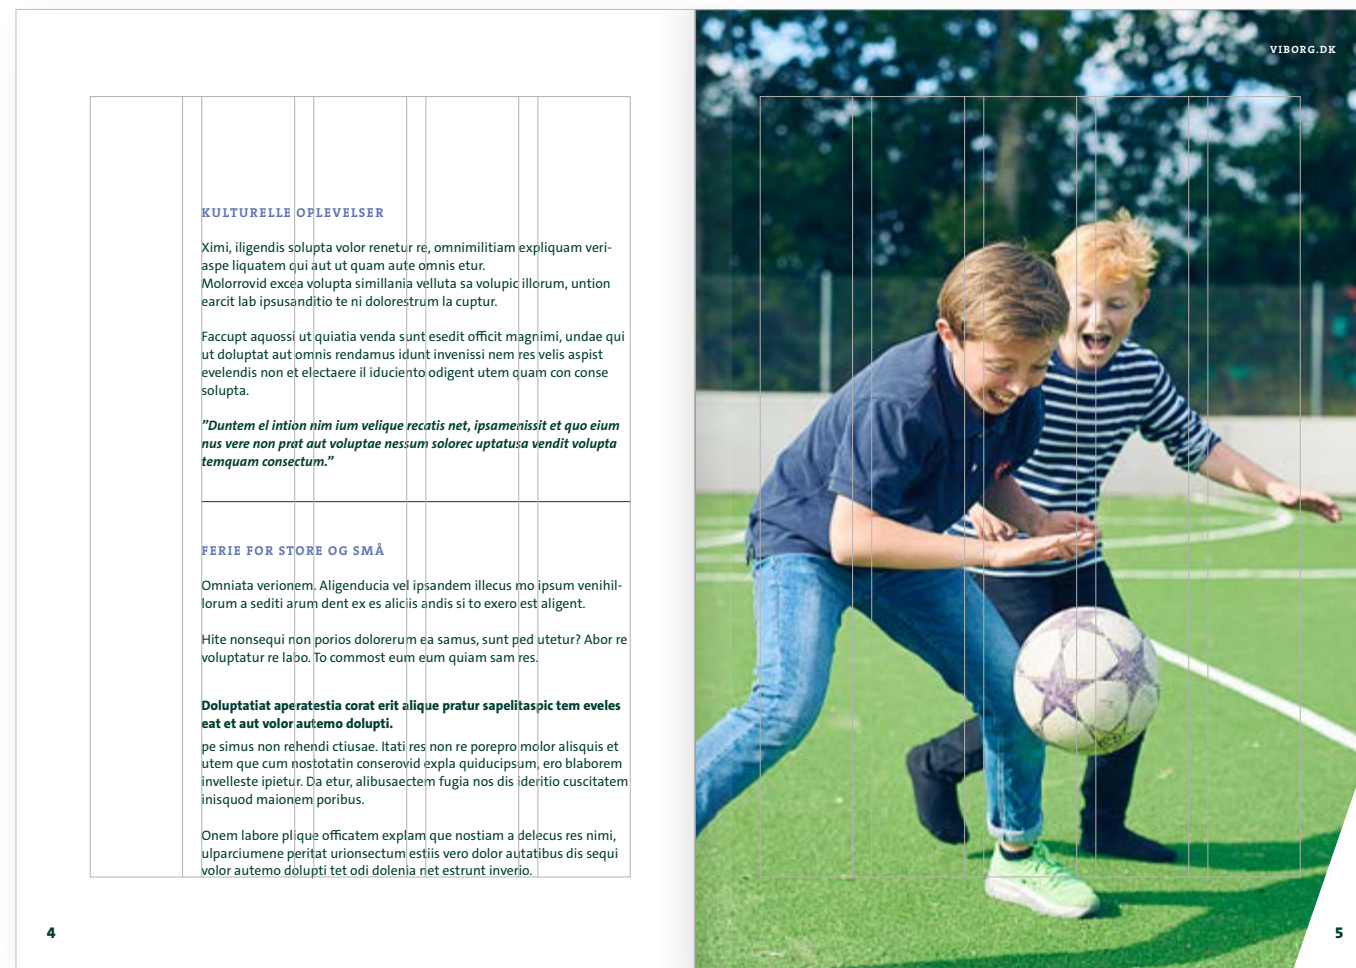 VIBORG.DK
KULTURELLE OPLEVELSER
Ximi, iligendis solupta volor renetur re, omnimilitiam expliquam veri-
aspe liquatem qui aut ut quam aute omnis etur.
Molorrovid excea volupta simillania velluta sa volupic illorum, untion
earcit lab ipsusanditio te ni dolorestrum la cuptur.
Faccupt aquossi ut quiatia venda sunt esedit officit magnimi, undae qui
ut doluptat aut omnis rendamus idunt invenissi nem res velis aspist
evelendis non et electaere il iduciento odigent utem quam con conse
solupta.
”Duntem el intion nim ium velique recatis net, ipsamenissit et quo eium
nus vere non prat aut voluptae nessum solorec uptatusa vendit volupta
temquam consectum.”
FERIE FOR STORE OG SMÅ
Omniata verionem. Aligenducia vel ipsandem illecus mo ipsum venihil-
lorum a sediti arum dent ex es aliciis andis si to exero est aligent.
Hite nonsequi non porios dolorerum ea samus, sunt ped utetur? Abor re
voluptatur re labo. To commost eum eum quiam sam res.
Doluptatiat aperatestia corat erit alique pratur sapelitaspic tem eveles
eat et aut volor autemo dolupti.
pe simus non rehendi ctiusae. Itati res non re porepro molor alisquis et
utem que cum nostotatin conserovid expla quiducipsum, ero blaborem
invelleste ipietur. Da etur, alibusaectem fugia nos dis ideritio cuscitatem
inisquod maionem poribus.
Onem labore plique officatem explam que nostiam a delecus res nimi,
ulparciumene peritat urionsectum estiis vero dolor autatibus dis sequi
volor autemo dolupti tet odi dolenia net estrunt inverio.
4
5